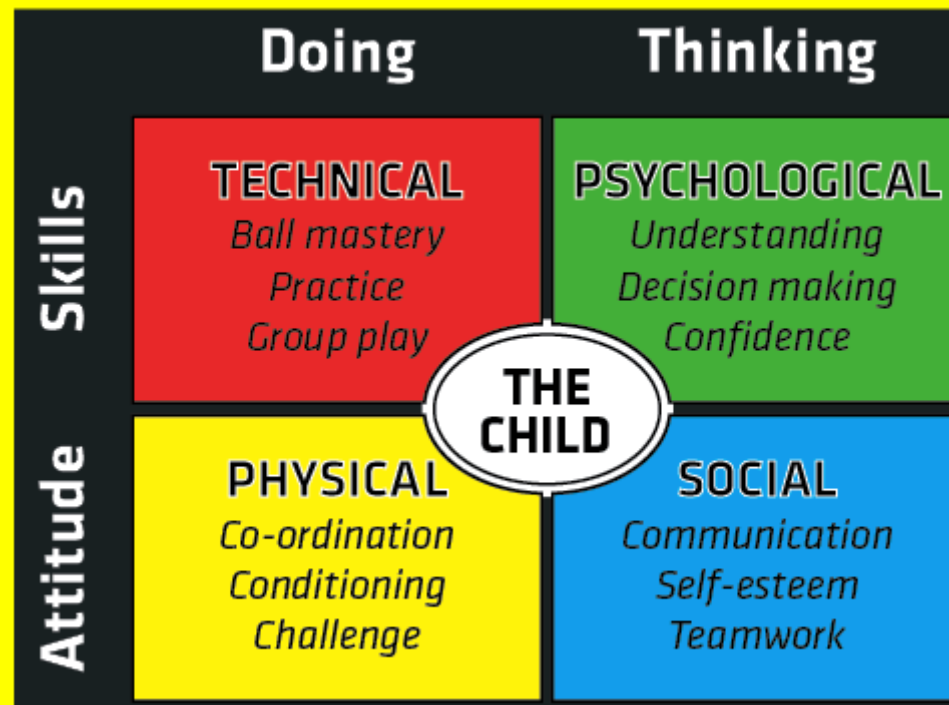 Doing
Thinking
Skills
TECHNICAL
Ball mastery
Practice
Group play
PSYCHOLOGICAL
Understanding
Decision making
Confidence
THE
CHILD
Attitude
PHYSICAL
Co-ordination
Conditioning
Challenge
SOCIAL
Communication
Self-esteem
Teamwork